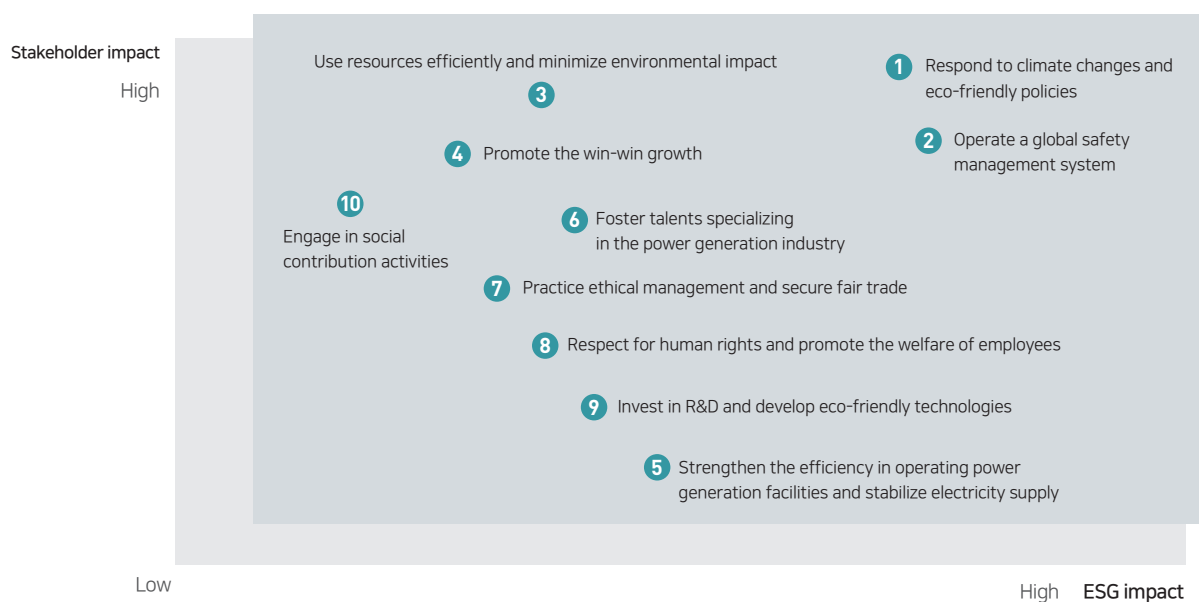 Stakeholder impact
High
Use resources efficiently and minimize environmental impact
3
1 Respond to climate changes and
eco-friendly policies
2 Operate a global safety
management system
4 Promote the win-win growth
10
Engage in social
contribution activities
6 Foster talents specializing
in the power generation industry
7 Practice ethical management and secure fair trade
8 Respect for human rights and promote the welfare of employees
9 Invest in R&D and develop eco-friendly technologies
5 Strengthen the efficiency in operating power
generation facilities and stabilize electricity supply
Low
High ESG impact